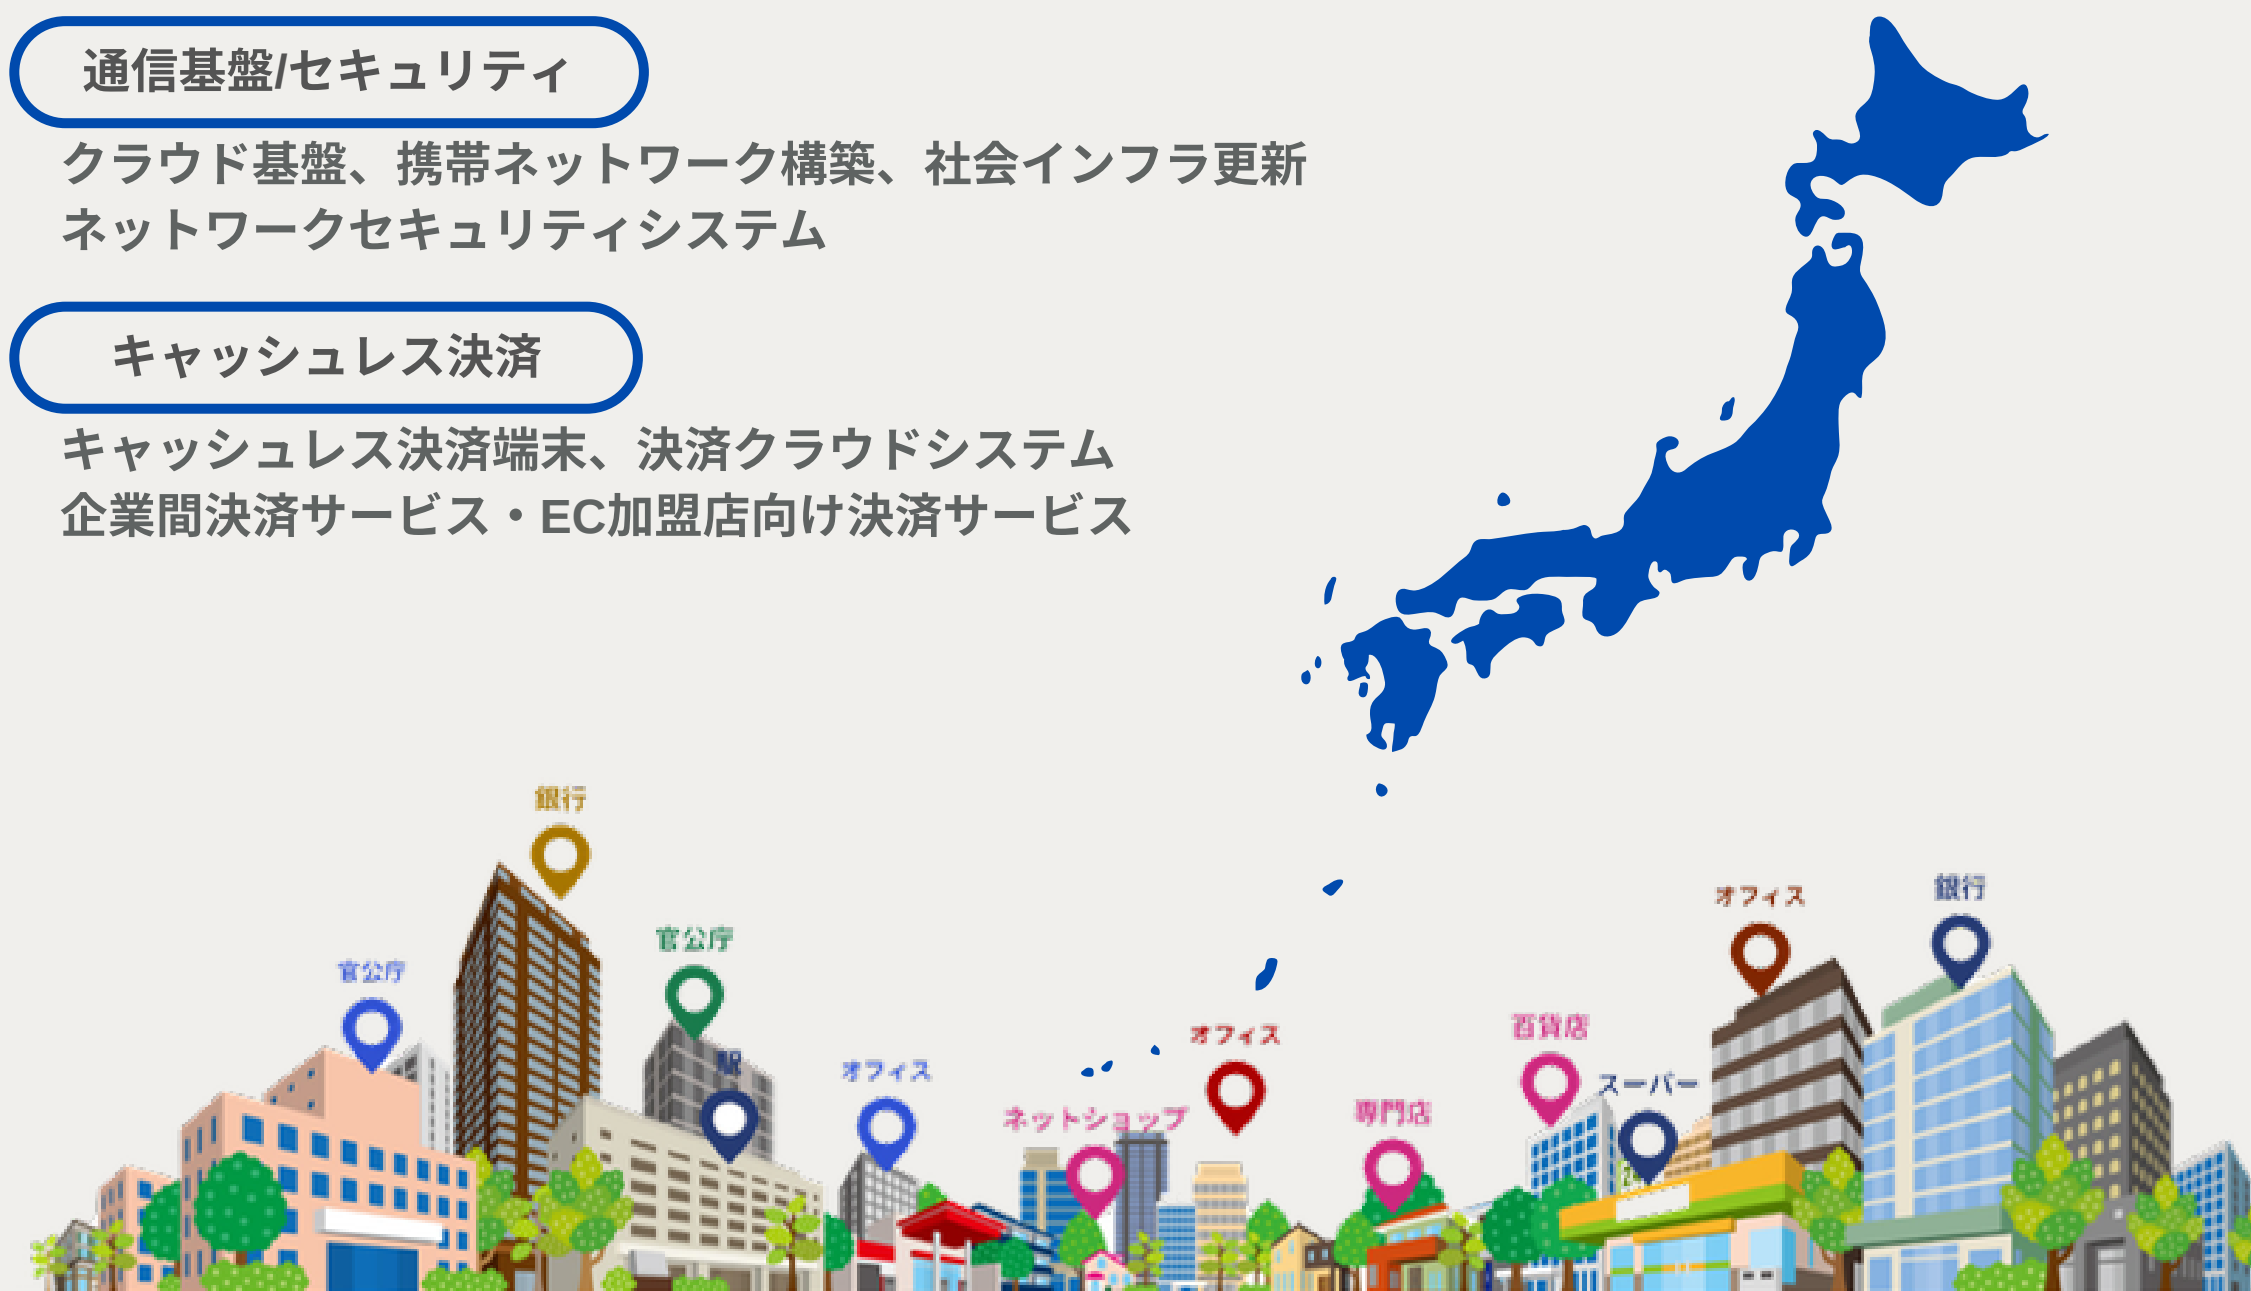 通信基盤/セキュリティ
クラウド基盤、携帯ネットワーク構築、社会インフラ更新
ネットワークセキュリティシステム
キャッシュレス決済
キャッシュレス決済端末、決済クラウドシステム
企業間決済サービス・EC加盟店向け決済サービス
銀行
官公庁
官公庁
駅
オフィス
ネットショップ
オフィス
専門店
百貨店
スーパー
オフィス
銀行